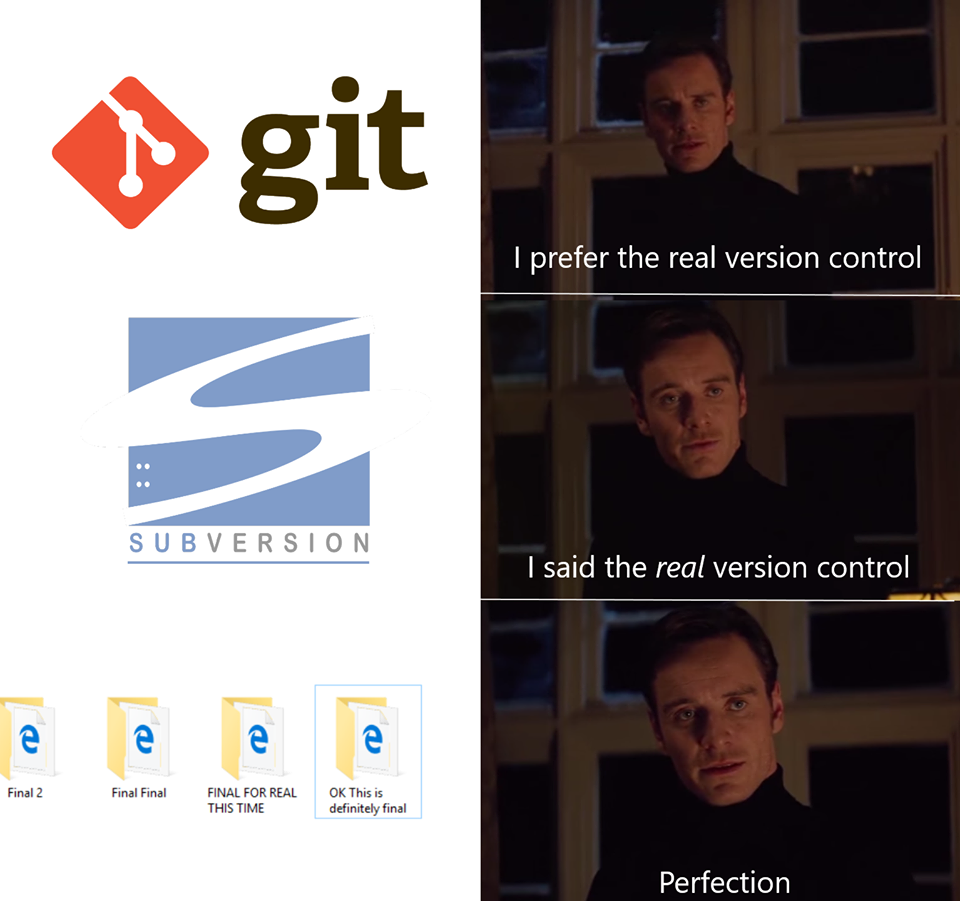 git
I prefer the real version control
SUBVERSION
I said the real version control
Final 2
Final Final
FINAL FOR REAL
THIS TIME
OK This is
definitely final
Perfection